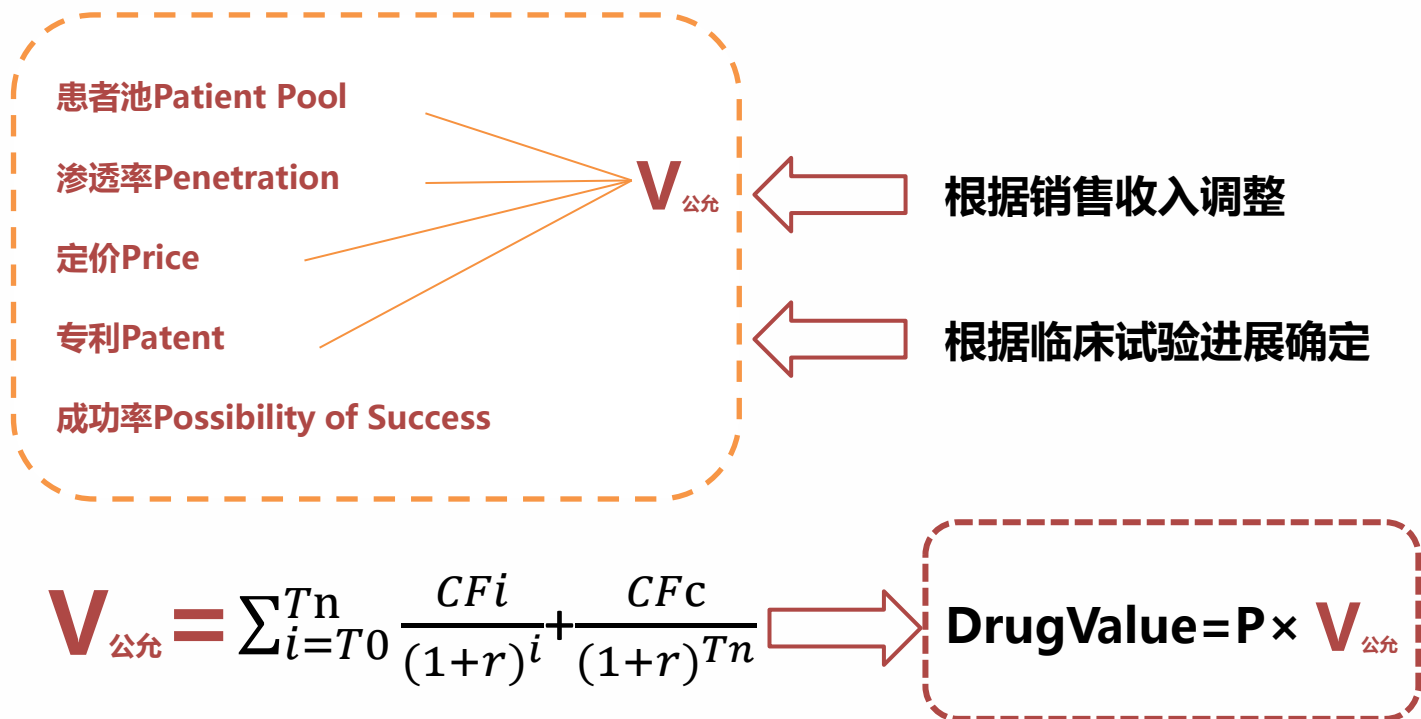 患者池Patient Pool
渗透率Penetration
V公允
根据销售收入调整
定价Price
专利Patent
根据临床试验进展确定
成功率Possibility of Success
V公允=∑_{i=T0}^{Tn} CFi/(1+r)^i+CFc/(1+r)^{Tn}
DrugValue=P× V公允